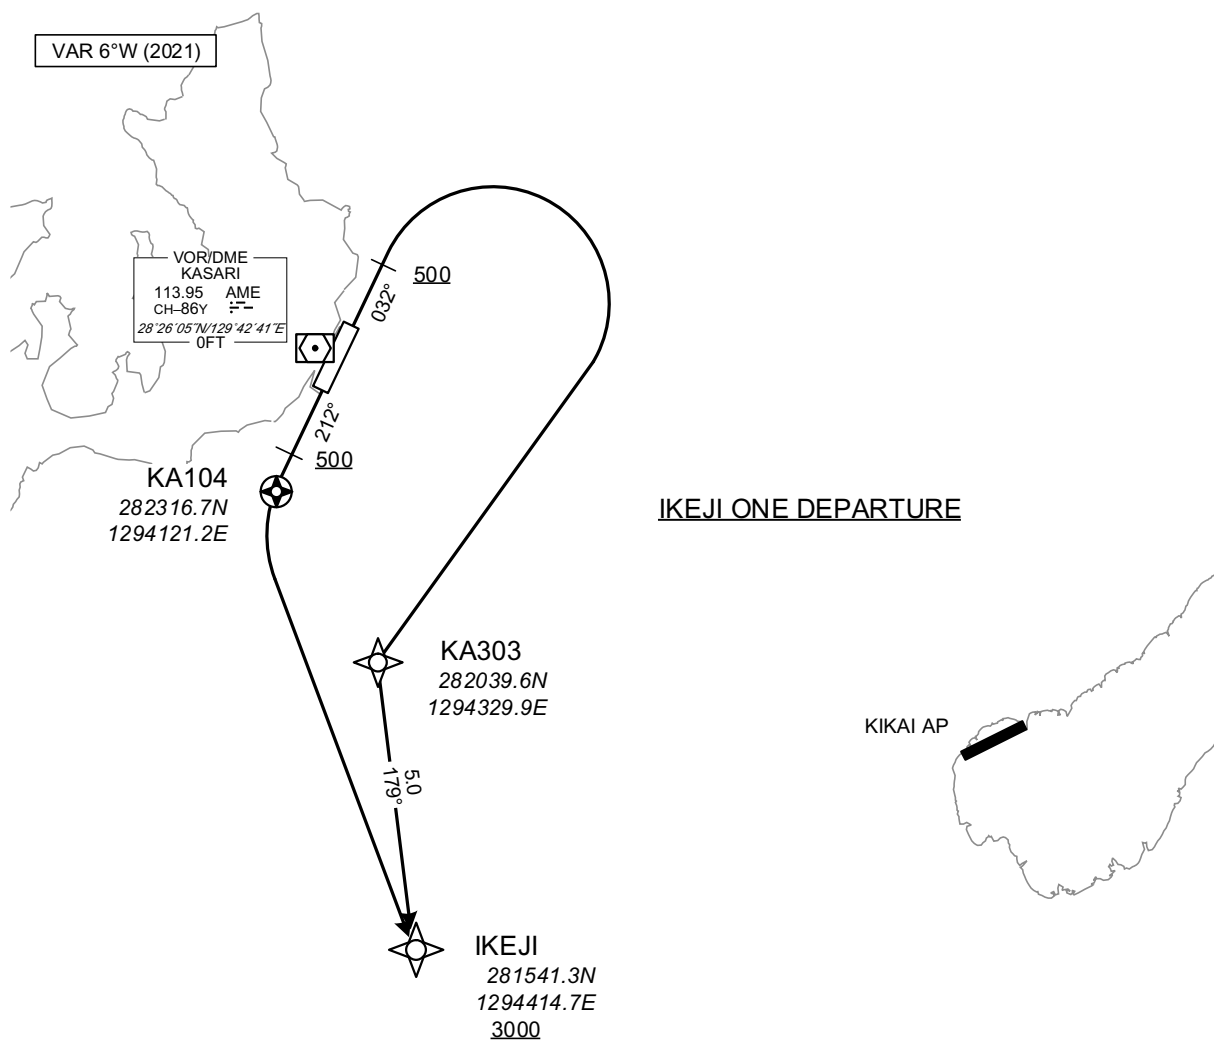 VAR 6°W (2021)
VOR/DME
KASARI
113.95 AME
CH–86Y
28°26'05"N/129°42'41"E
0FT
500
032°
212°
500
KA104
282316.7N
1294121.2E
IKEJI ONE DEPARTURE
KA303
282039.6N
1294329.9E
KIKAI AP
5.0
179°
IKEJI
281541.3N
1294414.7E
3000